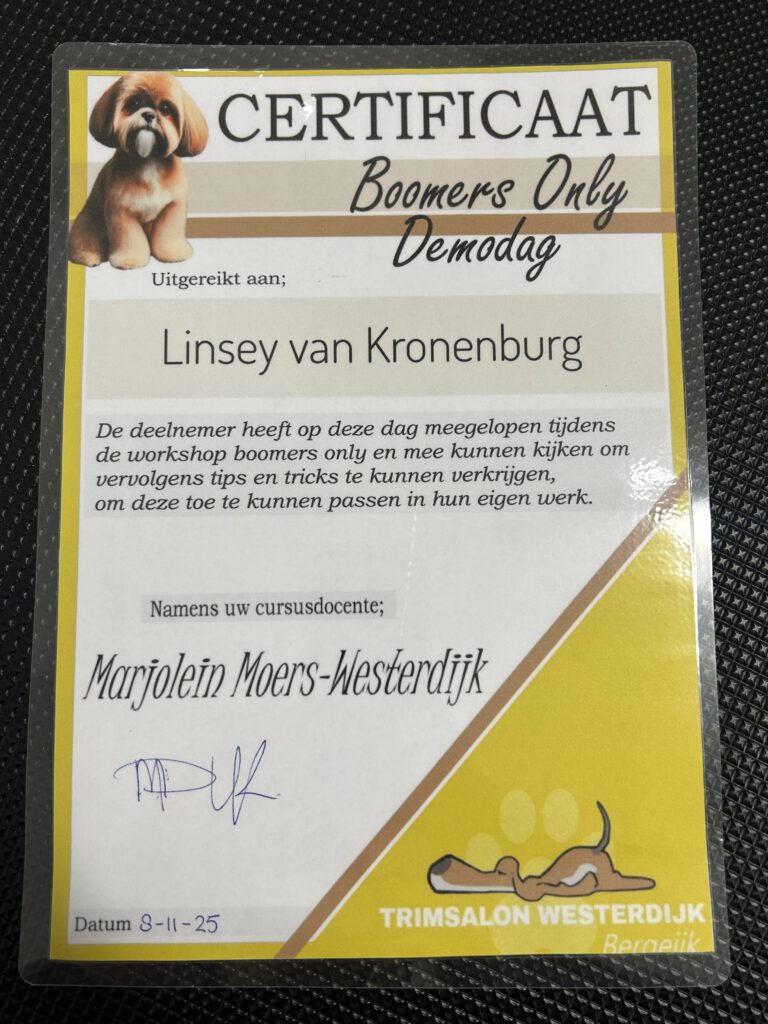 CERTIFICAAT
Boomers Only
Demodag
Uitgereikt aan;
Linsey van Kronenburg
De deelnemer heeft op deze dag meegelopen tijdens
de workshop boomers only en mee kunnen kijken om
vervolgens tips en tricks te kunnen verkrijgen,
om deze toe te kunnen passen in hun eigen werk.
Namens uw cursusdocente;
Marjolein Moers-Westerdijk
Datum 8-11-25
TRIMSALON WESTERDIJK
Bergeijk